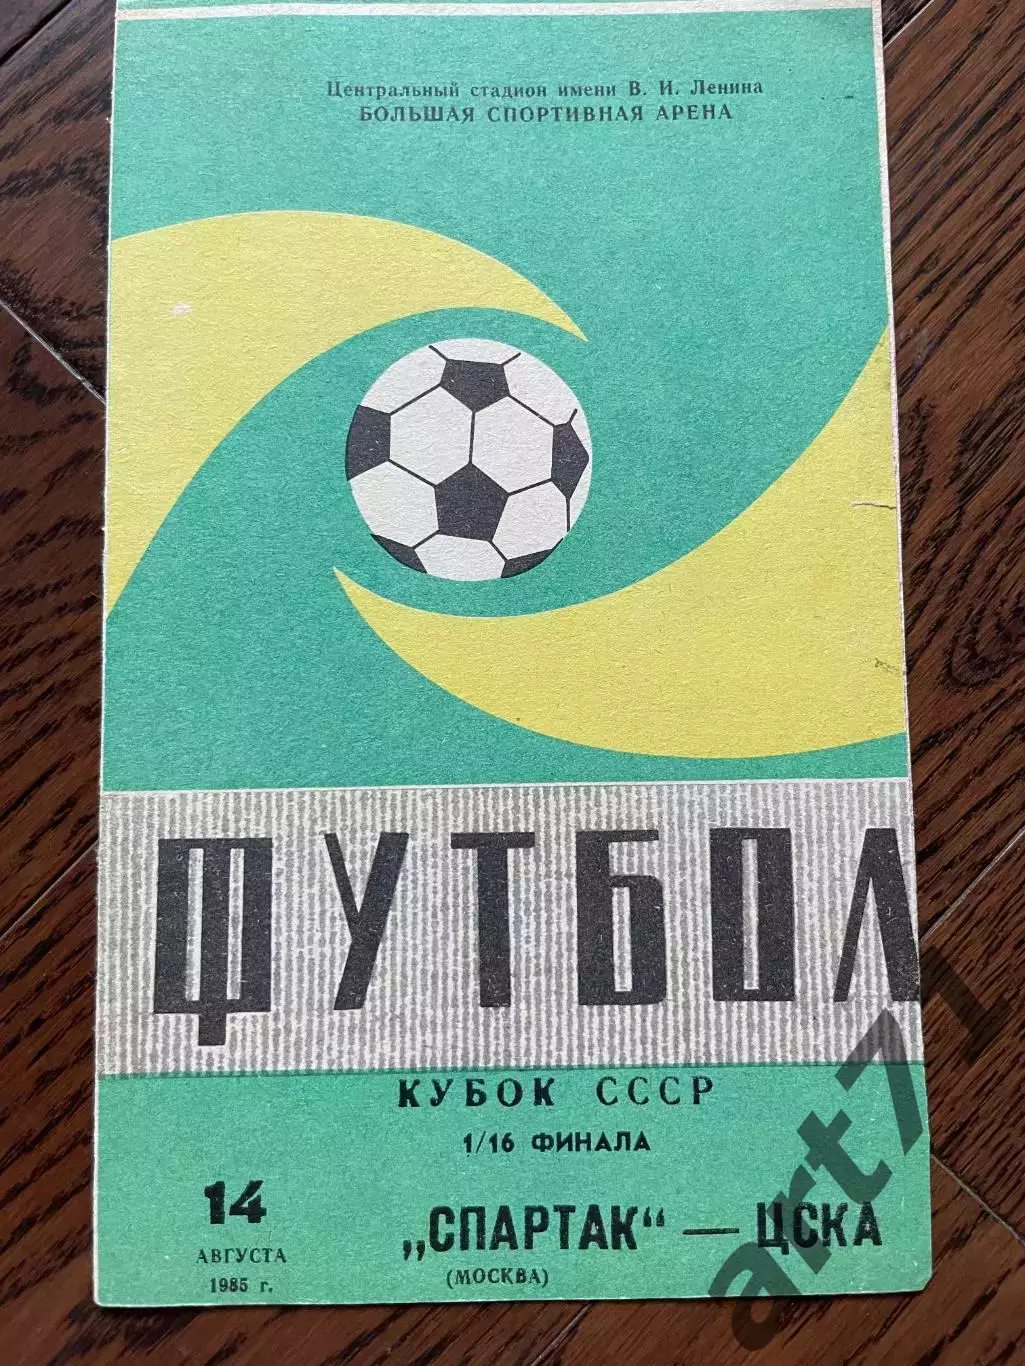 Центральный стадион имени В. И. Ленина
БОЛЬШАЯ СПОРТИВНАЯ АРЕНА
ФУТБОЛ
КУБОК СССР
1/16 ФИНАЛА
14
АВГУСТА
1985 г.
„СПАРТАК" — ЦСКА
(МОСКВА)
art71